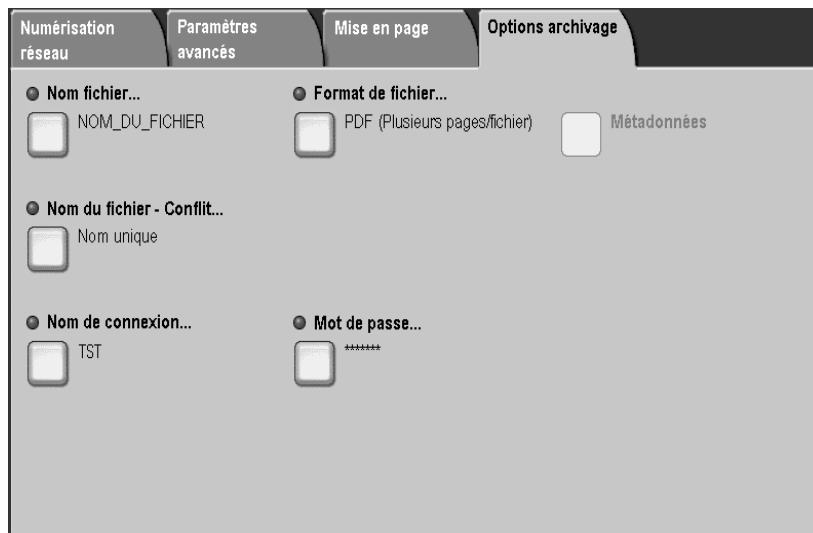 Numérisation
réseau
Paramètres
avancés
Mise en page
Options archivage
Nom fichier...
NOM_DU_FICHIER
Format de fichier...
PDF (Plusieurs pages/fichier)
Métadonnées
Nom du fichier - Conflit...
Nom unique
Nom de connexion...
TST
Mot de passe...
*******